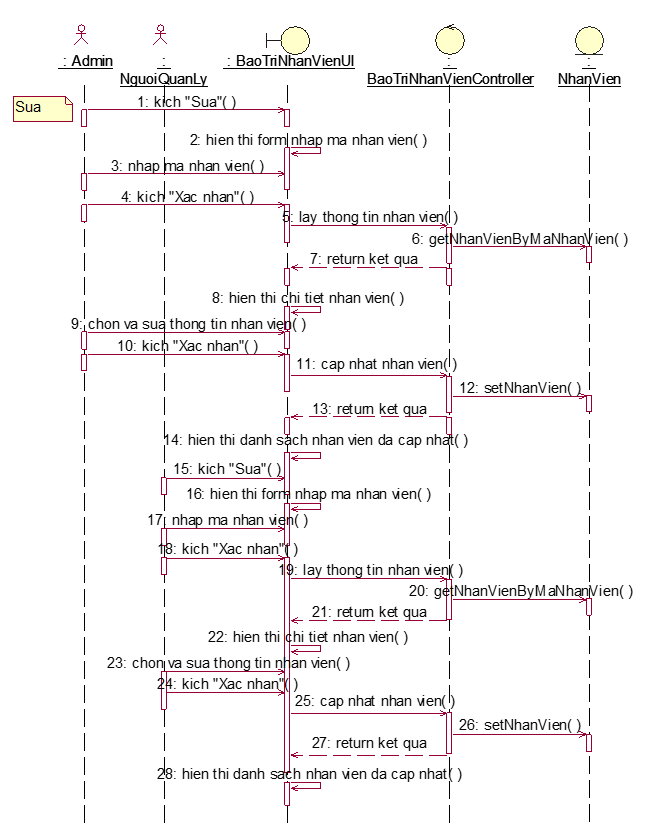 : Admin
:
NguoiQuanLy
: BaoTriNhanVienUI
:
BaoTriNhanVienController
:
NhanVien
Sua
1: kich "Sua"( )
2: hien thi form nhap ma nhan vien( )
3: nhap ma nhan vien( )
4: kich "Xac nhan"( )
5: lay thong tin nhan vien( )
6: getNhanVienByMaNhanVien( )
7: return ket qua
8: hien thi chi tiet nhan vien( )
9: chon va sua thong tin nhan vien( )
10: kich "Xac nhan"( )
11: cap nhat nhan vien( )
12: setNhanVien( )
13: return ket qua
14: hien thi danh sach nhan vien da cap nhat( )
15: kich "Sua"( )
16: hien thi form nhap ma nhan vien( )
17: nhap ma nhan vien( )
18: kich "Xac nhan"( )
19: lay thong tin nhan vien( )
20: getNhanVienByMaNhanVien( )
21: return ket qua
22: hien thi chi tiet nhan vien( )
23: chon va sua thong tin nhan vien( )
24: kich "Xac nhan"( )
25: cap nhat nhan vien( )
26: setNhanVien( )
27: return ket qua
28: hien thi danh sach nhan vien da cap nhat( )